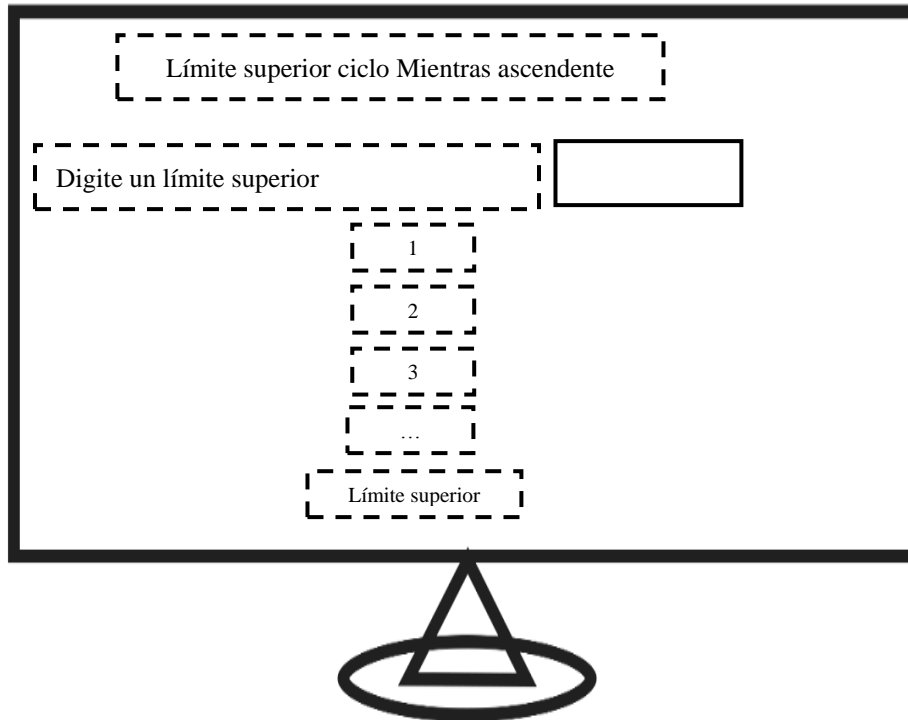 Límite superior ciclo Mientras ascendente
Digite un límite superior
1
2
3
…
Límite superior